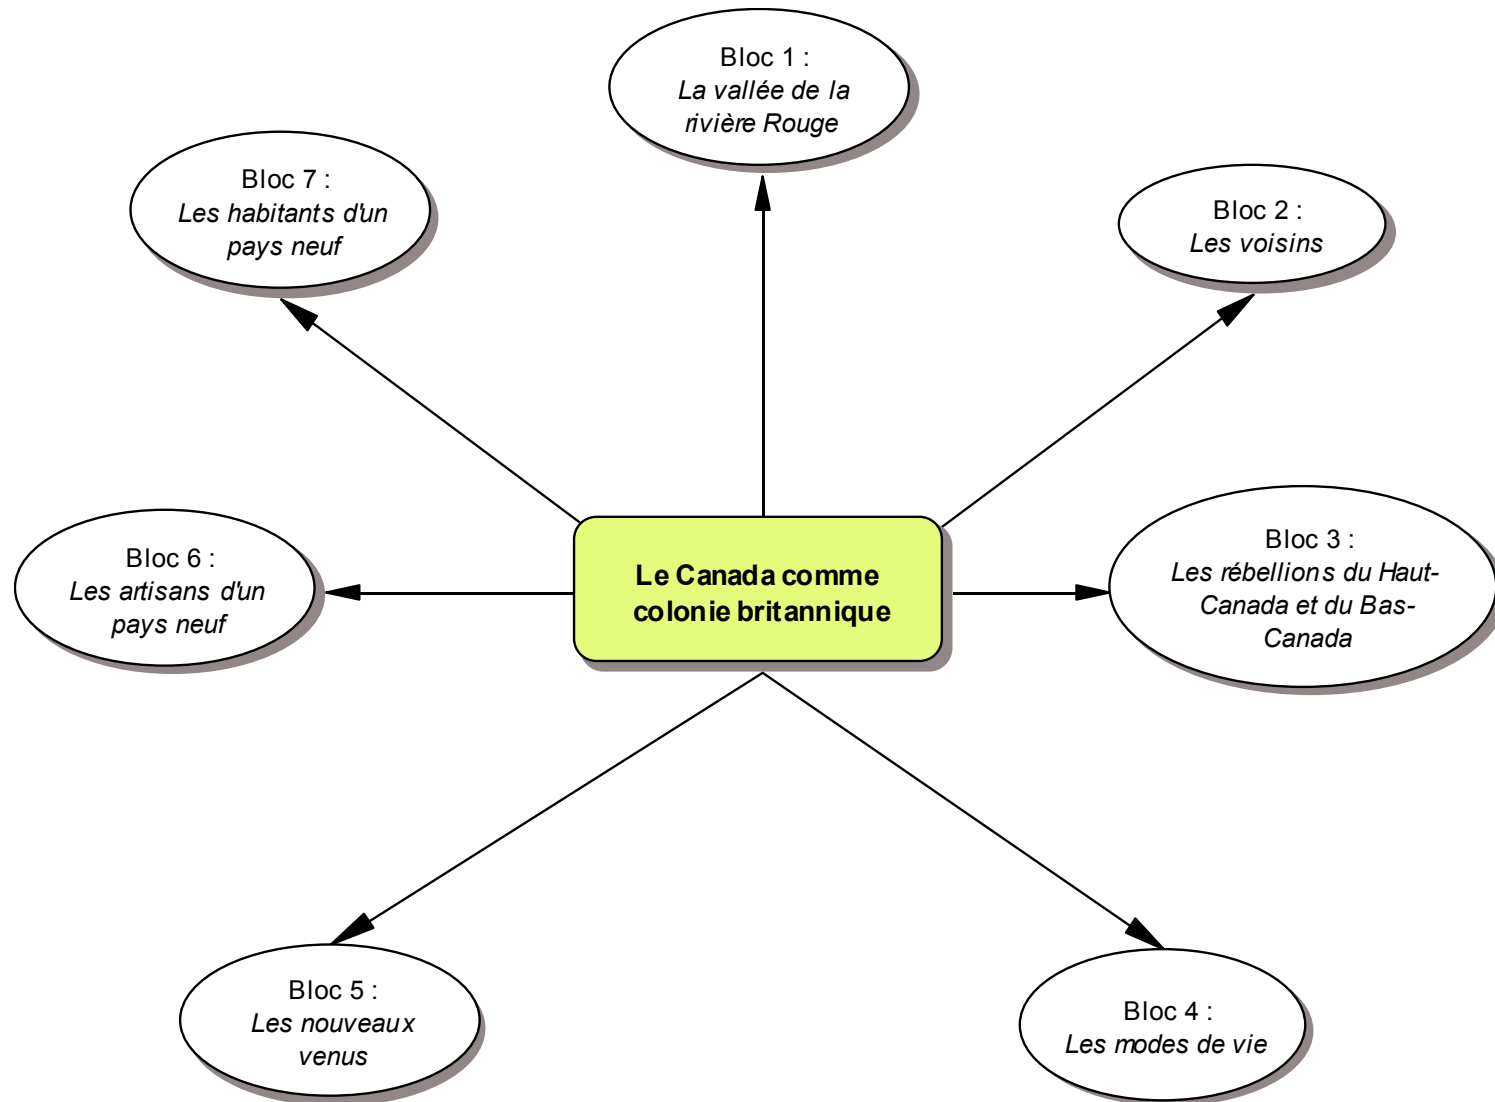 Bloc 1 :
La vallée de la
rivière Rouge
Bloc 7 :
Les habitants d'un
pays neuf
Bloc 2 :
Les voisins
Bloc 6 :
Les artisans d'un
pays neuf
Le Canada comme
colonie britannique
Bloc 3 :
Les rébellions du Haut-
Canada et du Bas-
Canada
Bloc 5 :
Les nouveaux
venus
Bloc 4 :
Les modes de vie